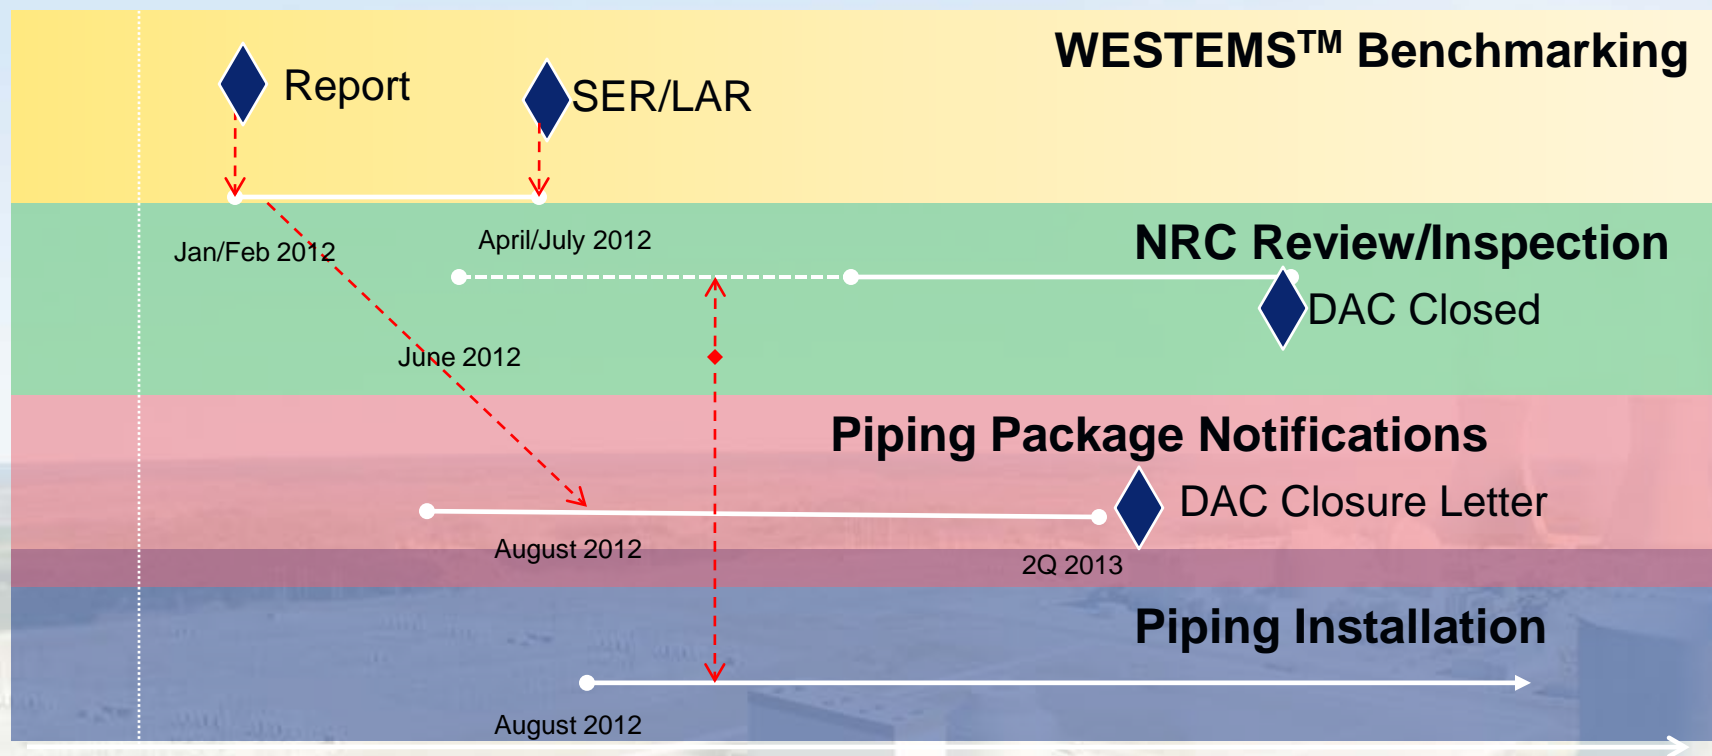 WESTEMS™ Benchmarking
Report
SER/LAR
Jan/Feb 2012
April/July 2012
NRC Review/Inspection
DAC Closed
June 2012
Piping Package Notifications
DAC Closure Letter
August 2012
2Q 2013
Piping Installation
August 2012